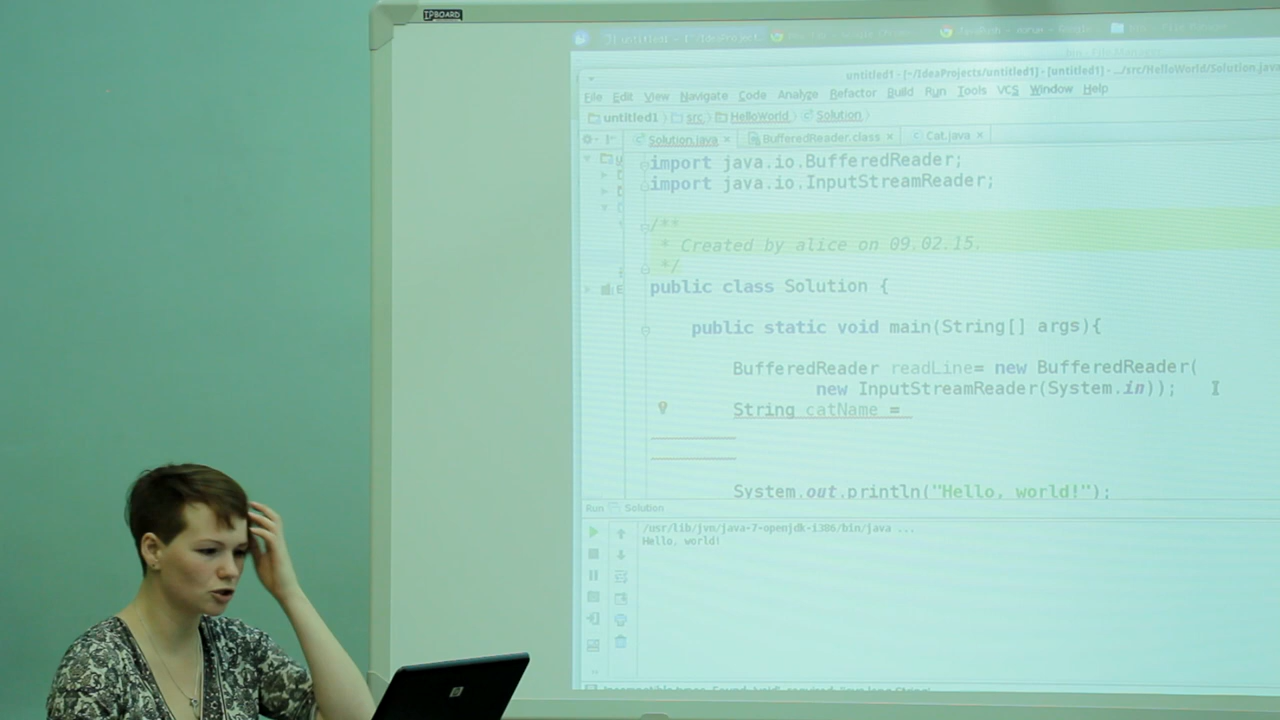 IPBOARD
untitled1 - [~/IdeaProjects/untitled1] - [untitled1] - .../src/HelloWorld/Solution.java
File Edit View Navigate Code Analyze Refactor Build Run Tools VCS Window Help
untitled1 src HelloWorld Solution
Solution.java BufferedReader.class Cat.java
import java.io.BufferedReader;
import java.io.InputStreamReader;
/**
* Created by alice on 09.02.15.
*/
public class Solution {
public static void main(String[] args){
BufferedReader readLine= new BufferedReader(
new InputStreamReader(System.in));
String catName =
System.out.println("Hello, world!");
Run Solution
/usr/lib/jvm/java-7-openjdk-i386/bin/java ...
Hello, world!
hp